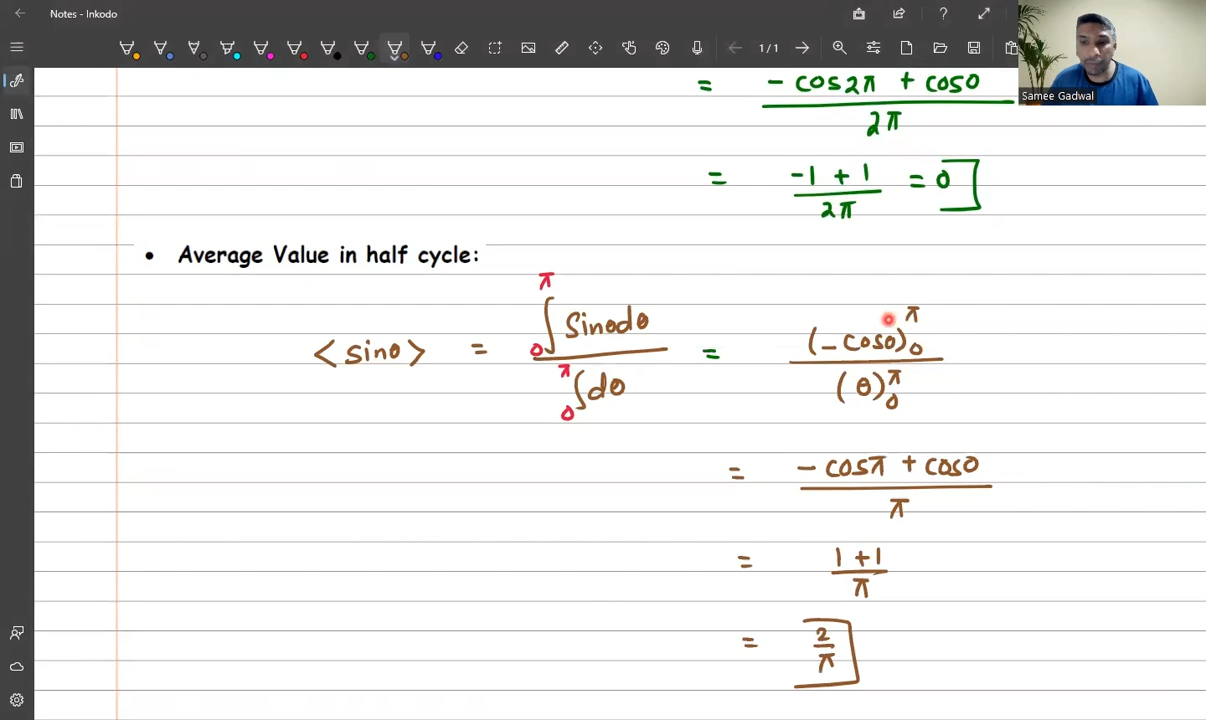 Notes - Inkodo
1/1
Samee Gadwal
= - cos2π + cos0
2π
= -1 + 1 = 0
2π
• Average Value in half cycle:
<sinθ> = ∫ π 0 Sinθdθ = (-cosθ) π 0
∫ π 0 dθ (θ) π 0
= - cosπ + cos0
π
= 1 + 1
π
= 2
π